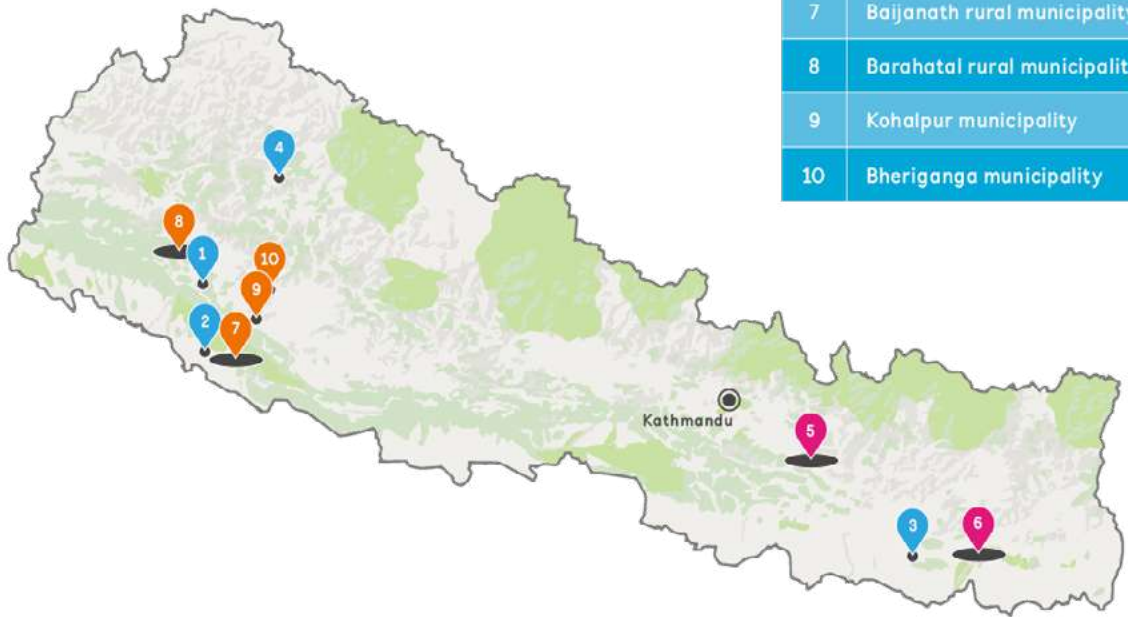 7 Baijanath rural municipality
8 Barahatal rural municipalit
9 Kohalpur municipality
10 Bheriganga municipality
4
8
1
10
9
2
7
Kathmandu
5
3
6